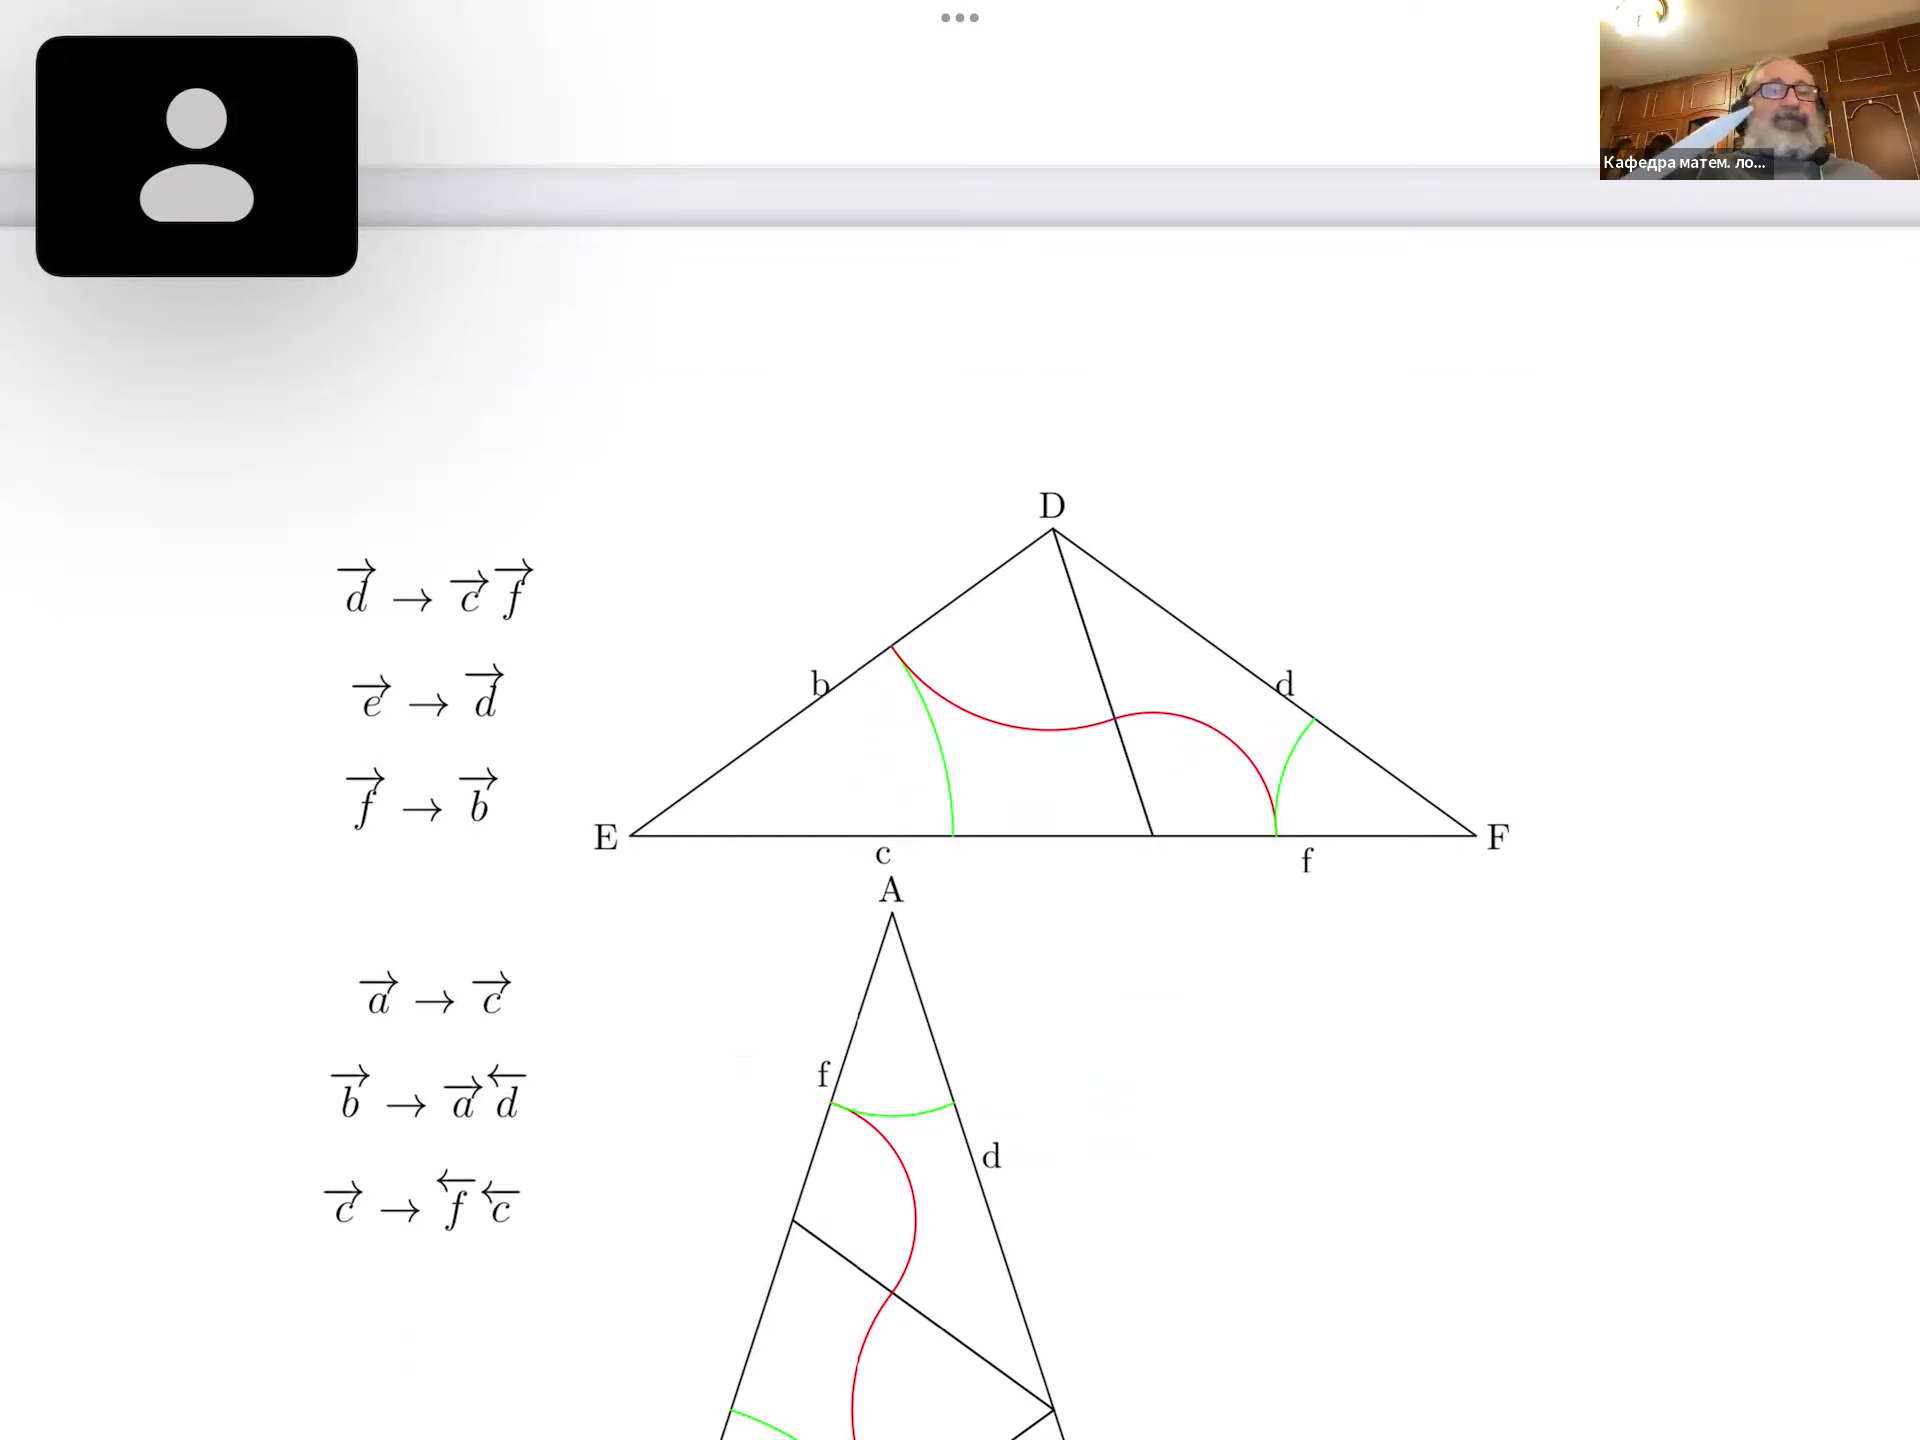 Кафедра матем. ло...
D
d⃗ → c⃗ f⃗
e⃗ → d⃗
b d
f⃗ → b⃗
E F
c f
A
a⃗ → c⃗
f
b⃗ → a⃗ d⃖
d
c⃗ → f⃖ c⃖